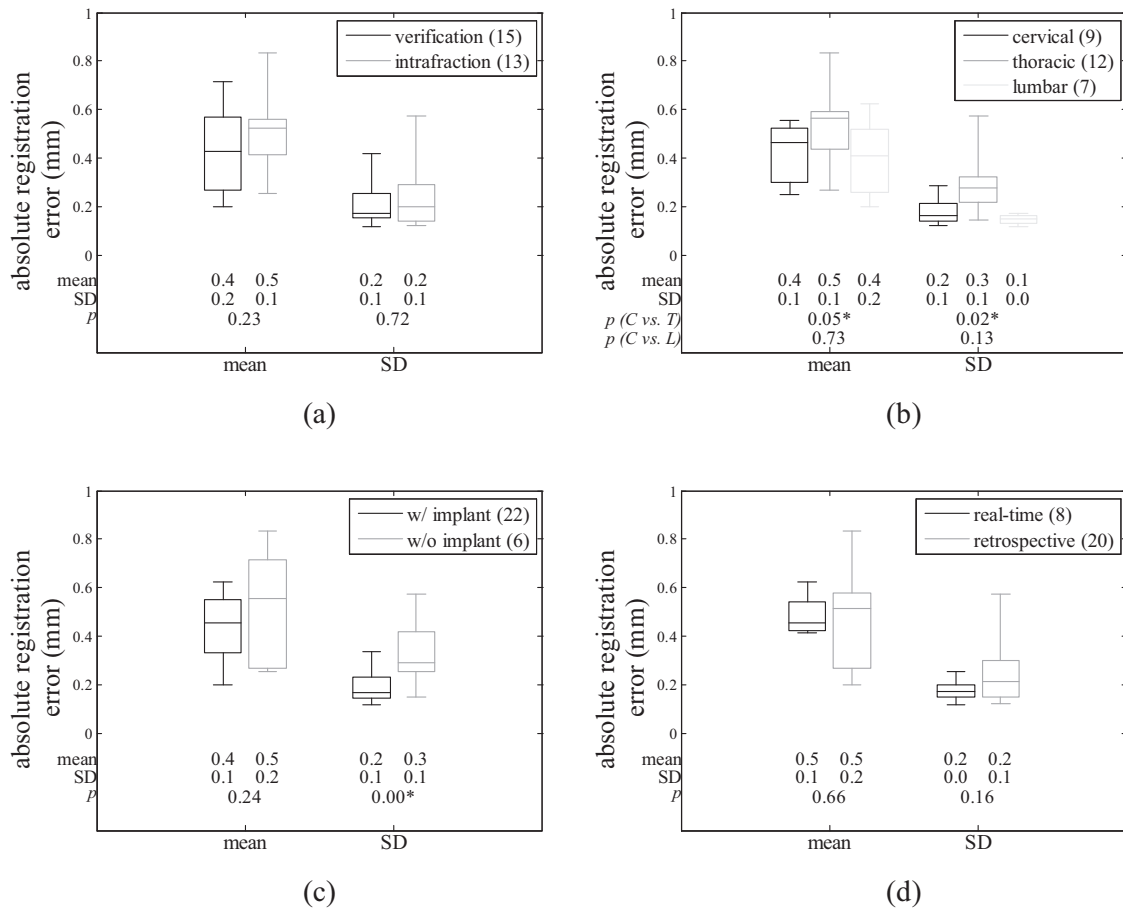 absolute registration
error (mm)
1
0.8
0.6
0.4
0.2
0
verification (15)
intrafraction (13)
mean 0.4 0.5 0.2 0.2
SD 0.2 0.1 0.1 0.1
p 0.23 0.72
mean SD
(a)
absolute registration
error (mm)
1
0.8
0.6
0.4
0.2
0
cervical (9)
thoracic (12)
lumbar (7)
mean 0.4 0.5 0.4 0.2 0.3 0.1
SD 0.1 0.1 0.2 0.1 0.1 0.0
p (C vs. T) 0.05* 0.02*
p (C vs. L) 0.73 0.13
mean SD
(b)
absolute registration
error (mm)
1
0.8
0.6
0.4
0.2
0
w/ implant (22)
w/o implant (6)
mean 0.4 0.5 0.2 0.3
SD 0.1 0.2 0.1 0.1
p 0.24 0.00*
mean SD
(c)
absolute registration
error (mm)
1
0.8
0.6
0.4
0.2
0
real-time (8)
retrospective (20)
mean 0.5 0.5 0.2 0.2
SD 0.1 0.2 0.0 0.1
p 0.66 0.16
mean SD
(d)